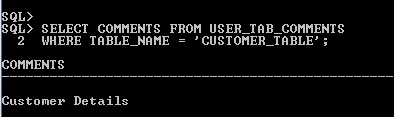 SQL>
SQL> SELECT COMMENTS FROM USER_TAB_COMMENTS
  2  WHERE TABLE_NAME = 'CUSTOMER_TABLE';
COMMENTS
--------------------------------------------------
Customer Details